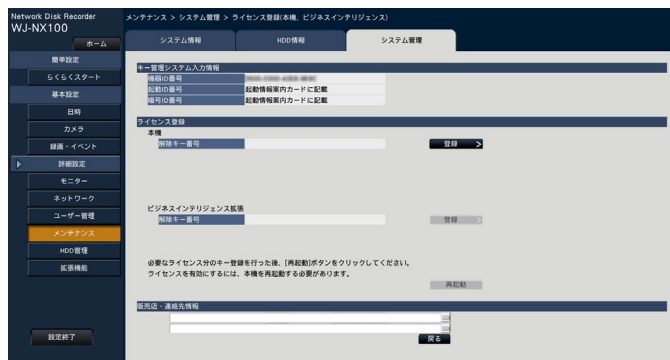 Network Disk Recorder
WJ-NX100
メンテナンス > システム管理 > ライセンス登録(本機、ビジネスインテリジェンス)
ホーム
システム情報
HDD情報
システム管理
簡単設定
らくらくスタート
基本設定
日時
カメラ
録画・イベント
詳細設定
モニター
ネットワーク
ユーザー管理
メンテナンス
HDD管理
拡張機能
設定終了
キー管理システム入力情報
機器ID番号
起動ID番号 起動情報案内カードに記載
暗号ID番号 起動情報案内カードに記載
ライセンス登録
本機
解除キー番号 登録 >
ビジネスインテリジェンス拡張
解除キー番号 登録 >
必要なライセンス分のキー登録を行った後、[再起動]ボタンをクリックしてください。
ライセンスを有効にするには、本機を再起動する必要があります。
再起動
販売店・連絡先情報
戻る